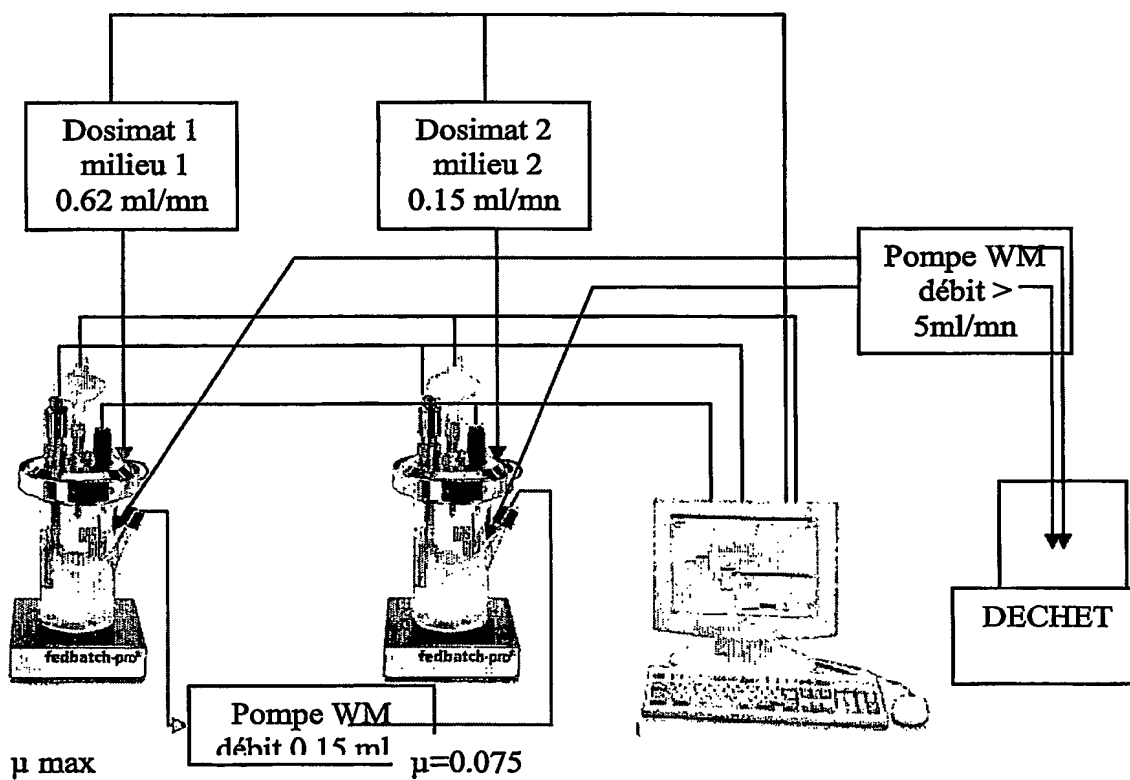 Dosimat 1
milieu 1
0.62 ml/mn
Dosimat 2
milieu 2
0.15 ml/mn
Pompe WM
débit >
5ml/mn
fedbatch-pro
fedbatch-pro
DECHET
Pompe WM
débit 0.15 ml
µ max
µ=0.075